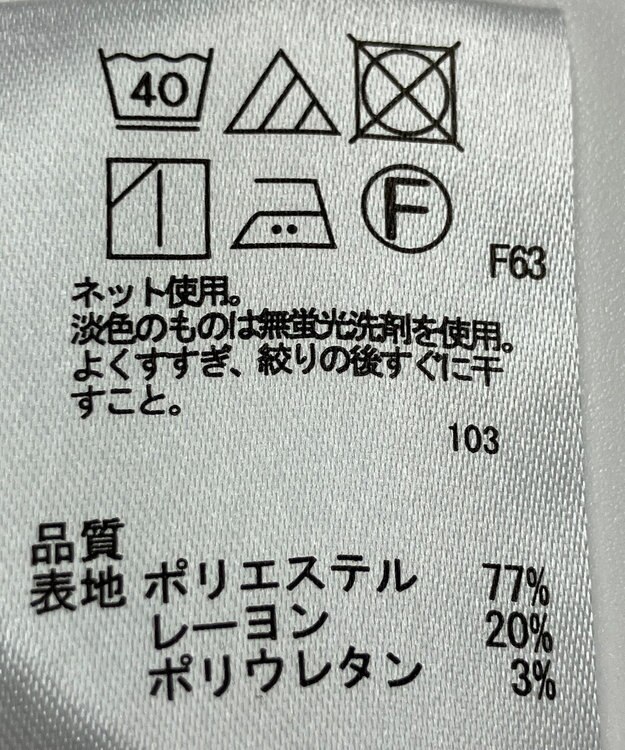 40
F
F63
ネット使用。
淡色のものは無蛍光洗剤を使用。
よくすすぎ、絞りの後すぐに干
すこと。
103
品質
表地 ポリエステル 77%
レーヨン 20%
ポリウレタン 3%